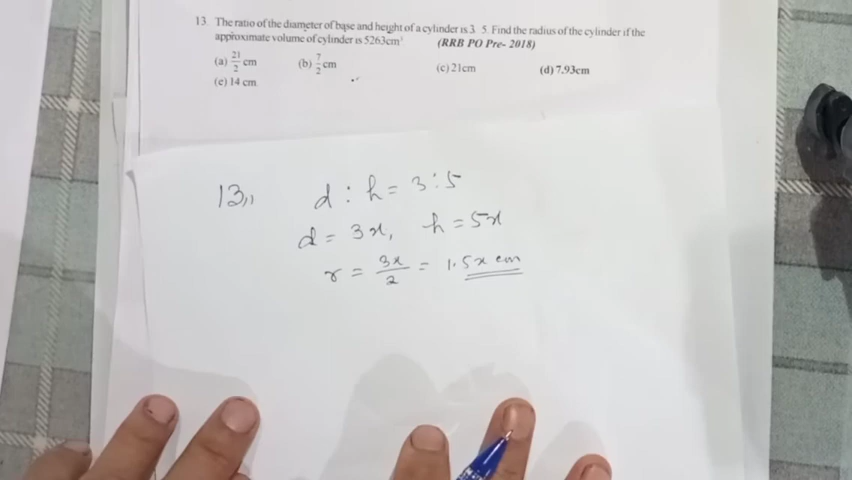 13. The ratio of the diameter of base and height of a cylinder is 3 5. Find the radius of the cylinder if the
approximate volume of cylinder is 5263cm³ (RRB PO Pre- 2018)
(a) 21/2 cm (b) 7/2 cm (c) 21cm (d) 7.93cm
(e) 14 cm
13,, d : h = 3 : 5
d = 3x, h = 5x
r = 3x/2 = 1.5x cm